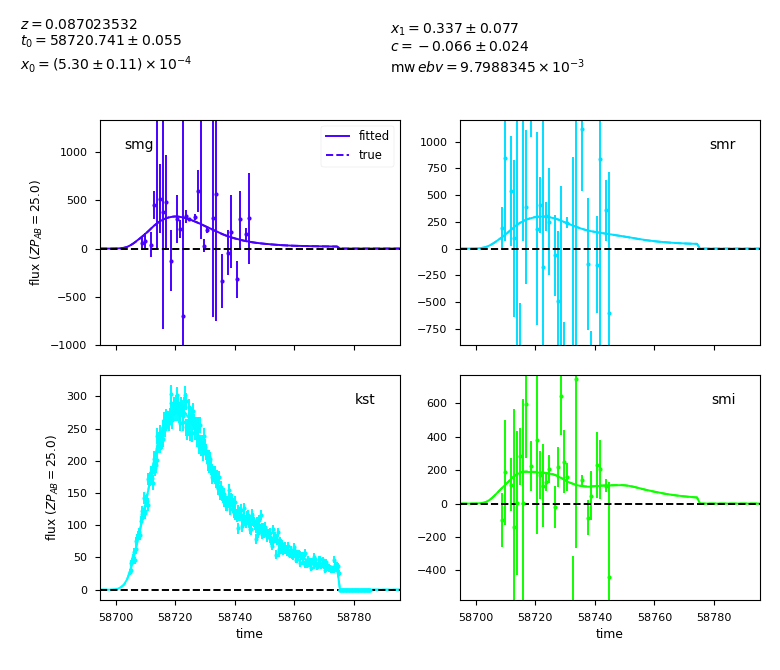 z = 0.087023532
t₀ = 58720.741 ± 0.055
x₀ = (5.30 ± 0.11) × 10⁻⁴
x₁ = 0.337 ± 0.077
c = −0.066 ± 0.024
mw ebv = 9.7988345 × 10⁻³
smg
fitted
true
1000
500
0
−500
−1000
flux (ZP_AB = 25.0)
smr
1000
750
500
250
0
−250
−500
−750
kst
300
250
200
150
100
50
0
flux (ZP_AB = 25.0)
58700 58720 58740 58760 58780
time
smi
600
400
200
0
−200
−400
58700 58720 58740 58760 58780
time